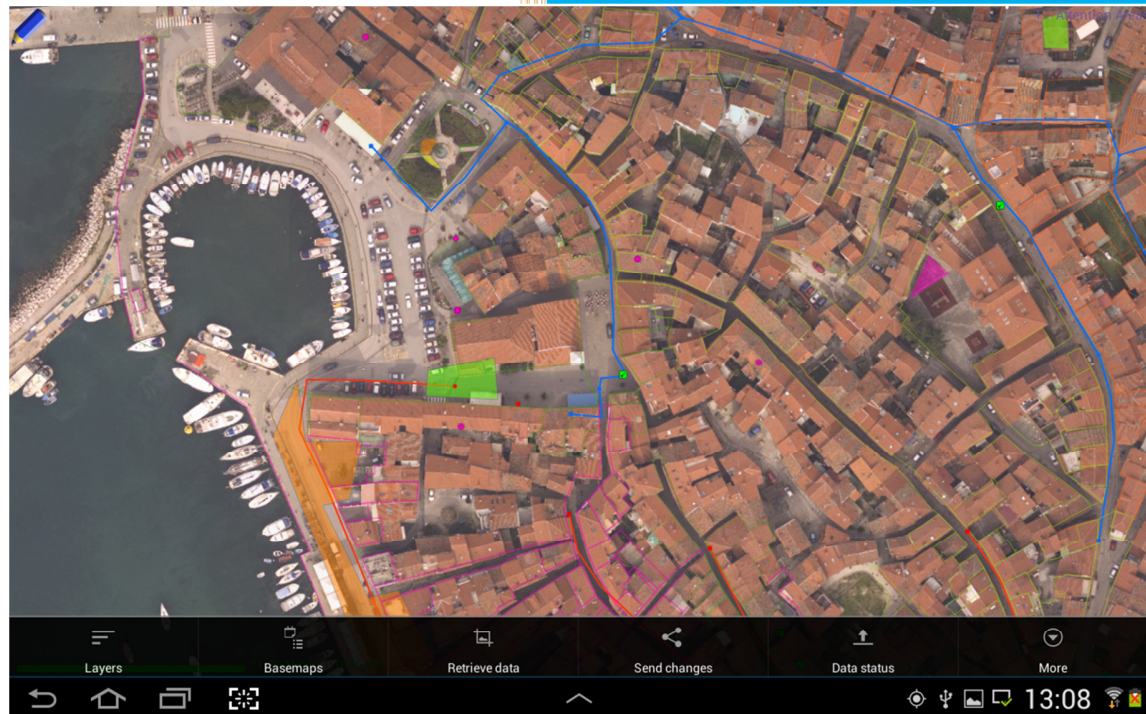 Layers
Basemaps
Retrieve data
Send changes
Data status
More
13:08